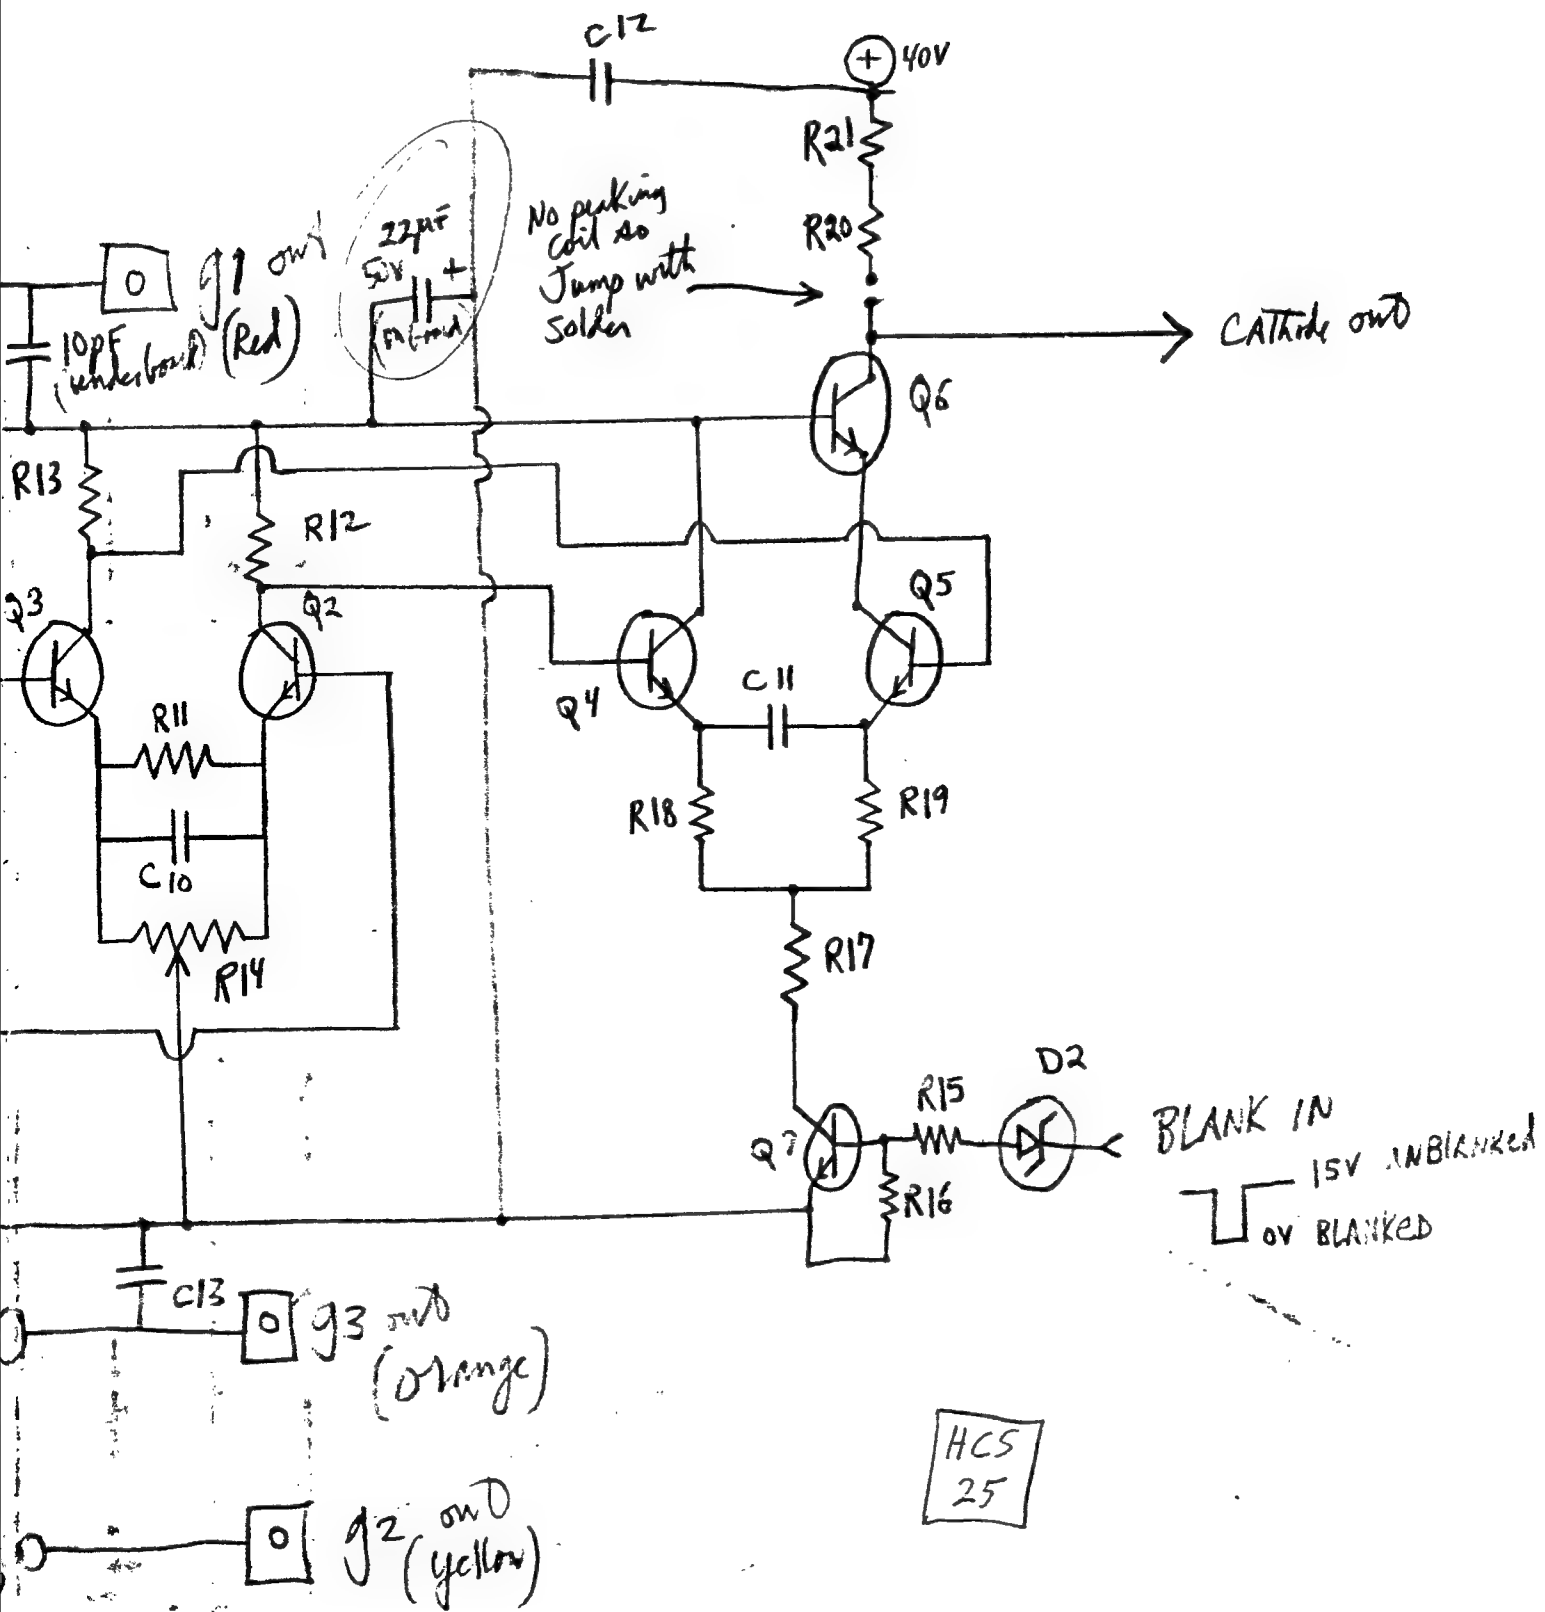 C12
+ 40V
R21
No peaking
coil so
Jump with
solder
R20
22µF
50V +
g1 out
(Red)
10pF
(underboard)
CAThode out
Q6
R13
R12
Q3
Q2
Q5
Q4
C11
R11
R18
R19
C10
R14
R17
D2
R15
Q7
R16
BLANK IN
15V UNBLANKED
0V BLANKED
C13
g3 out
(orange)
HCS
25
g2 out
(yellow)